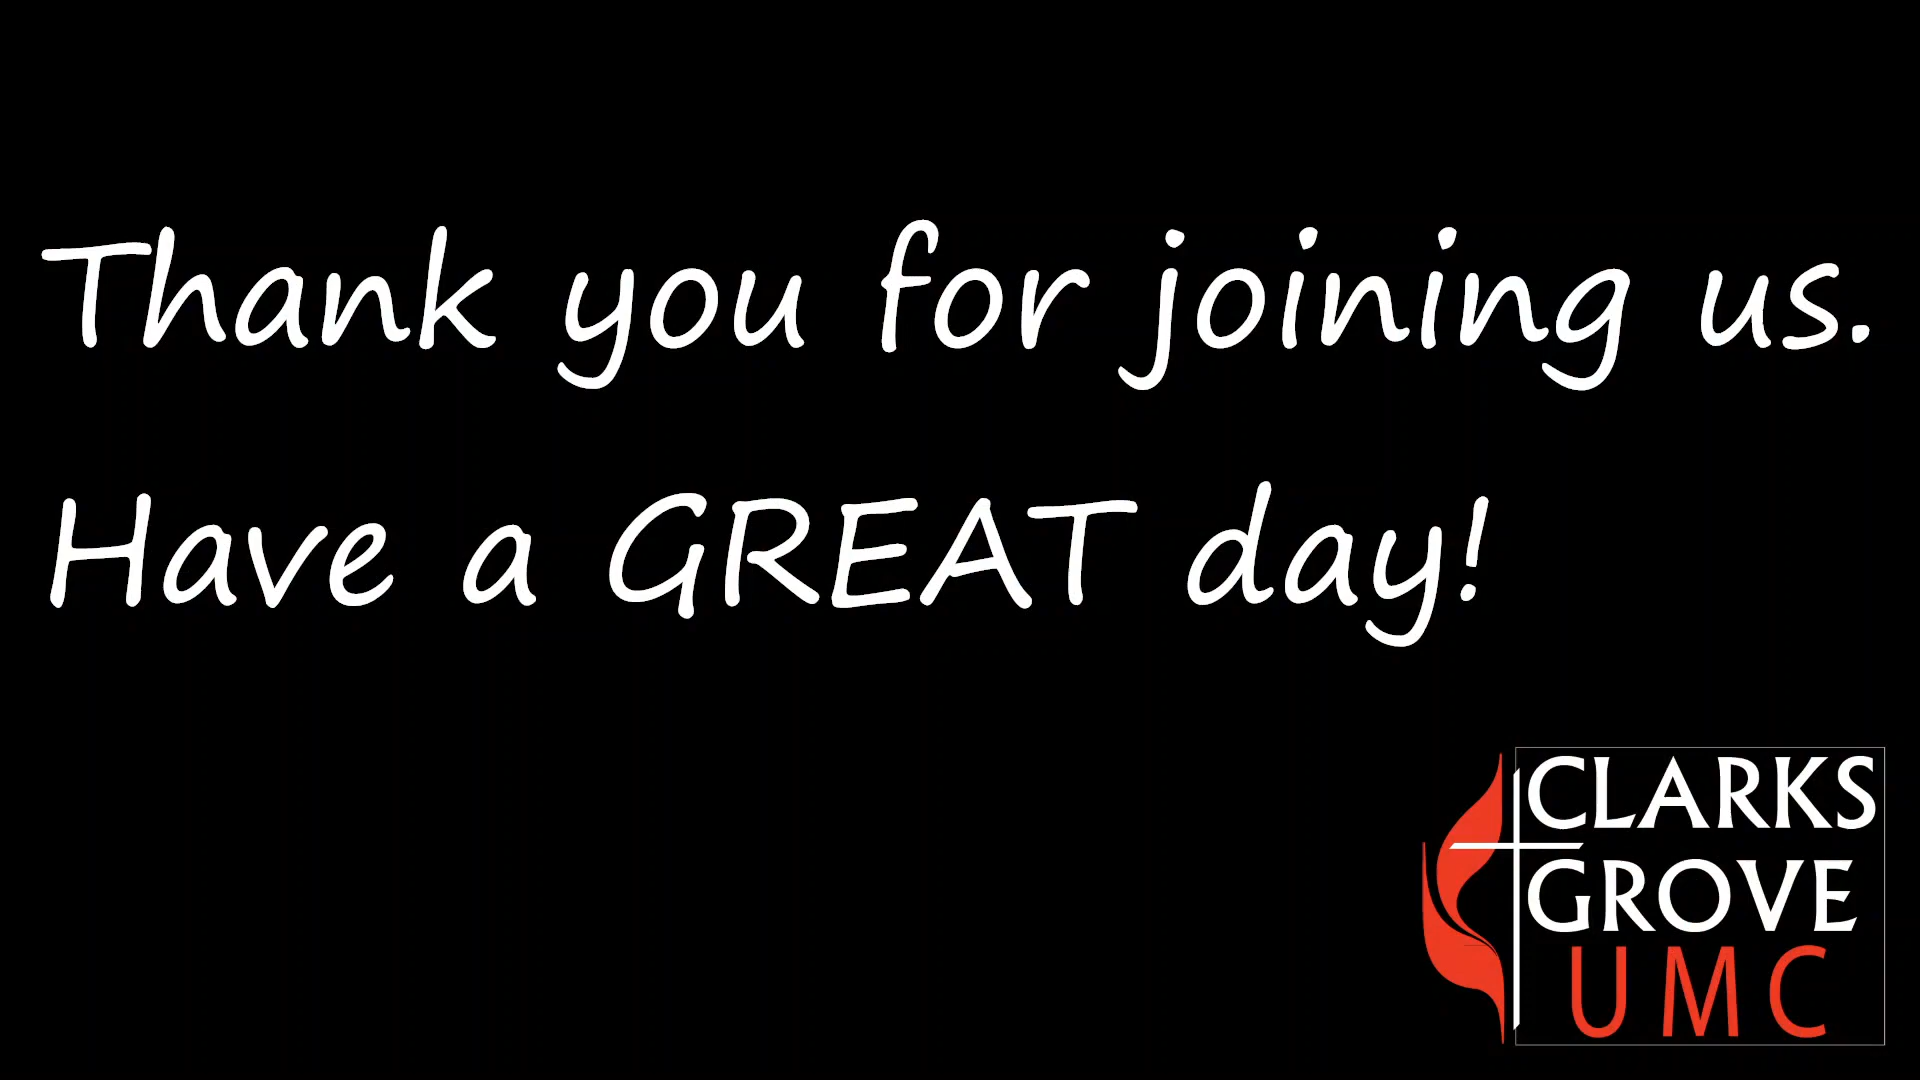 Thank you for joining us.
Have a GREAT day!
CLARKS
GROVE
UMC